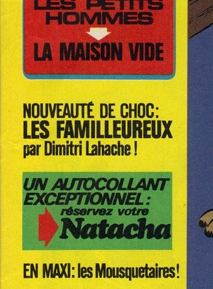 LES PETITS
HOMMES
LA MAISON VIDE
NOUVEAUTÉ DE CHOC:
LES FAMILLEUREUX
par Dimitri Lahache!
UN AUTOCOLLANT
EXCEPTIONNEL:
réservez votre
Natacha
EN MAXI: les Mousquetaires!